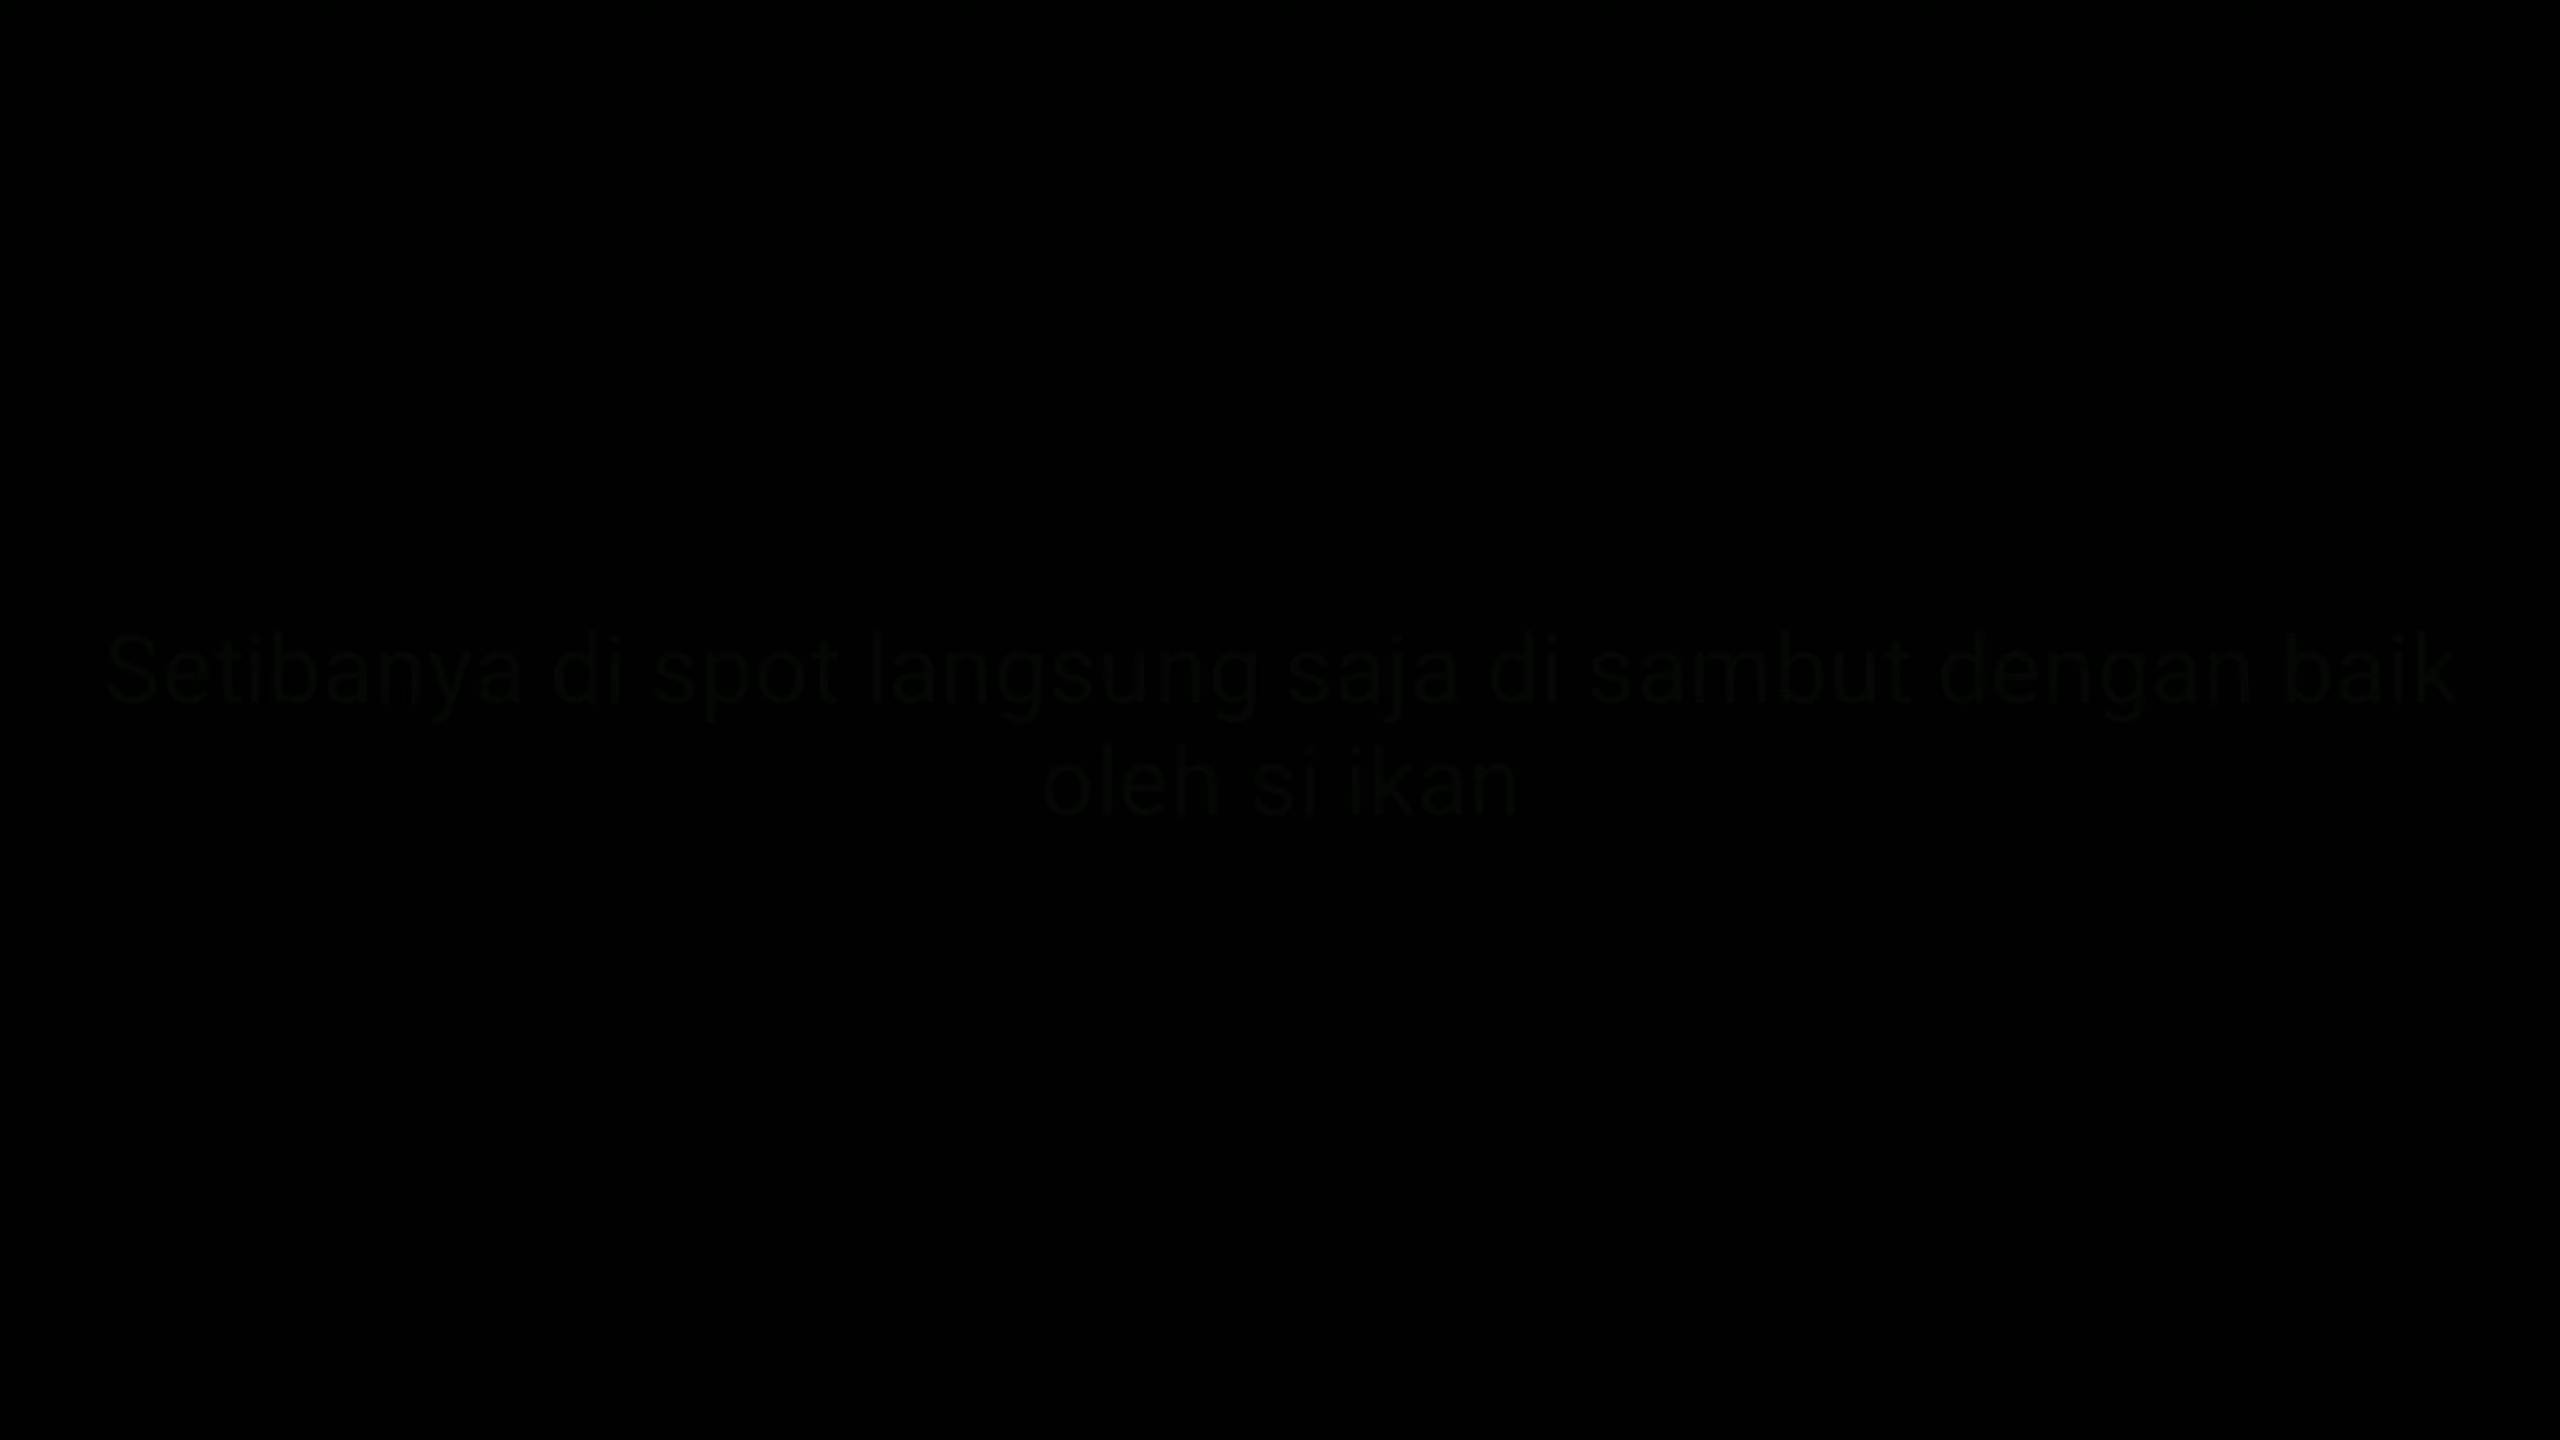 Setibanya di spot langsung saja di sambut dengan baik
oleh si ikan